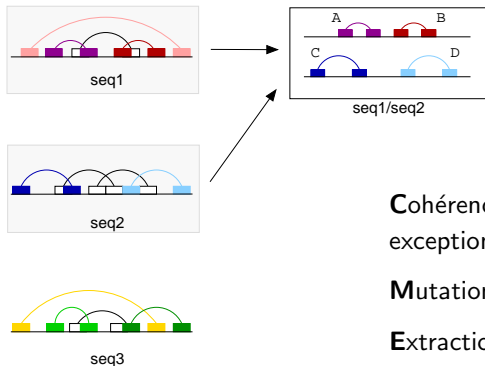 A B
C D
seq1
seq1/seq2
seq2
Cohérenc
exception
Mutation
Extractio
seq3